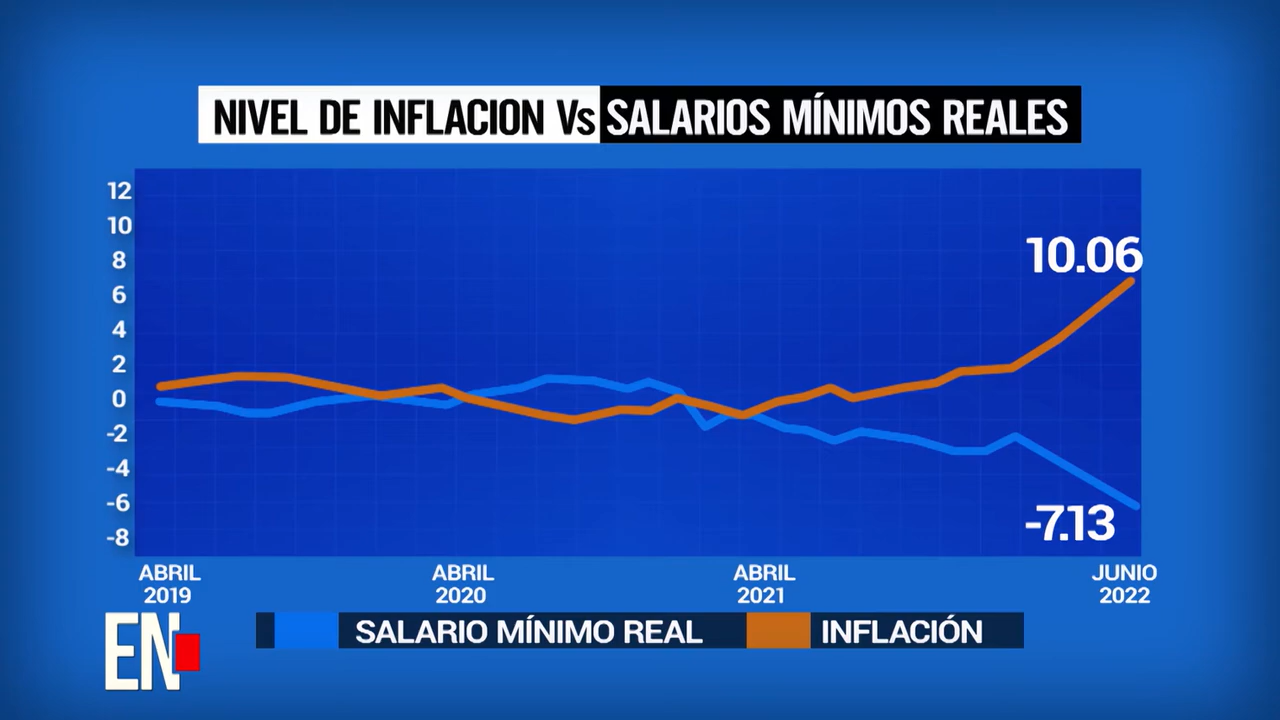 NIVEL DE INFLACION Vs SALARIOS MÍNIMOS REALES
12
10
8
6
4
2
0
-2
-4
-6
-8
10.06
-7.13
ABRIL
2019
ABRIL
2020
ABRIL
2021
JUNIO
2022
SALARIO MÍNIMO REAL
INFLACIÓN
EN